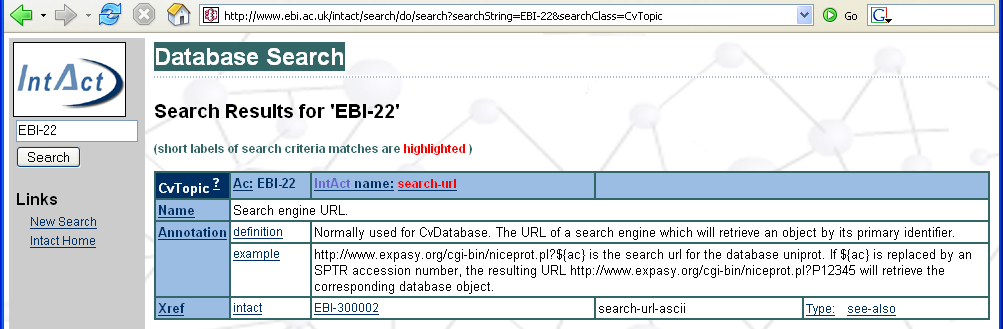 http://www.ebi.ac.uk/intact/search/do/search?searchString=EBI-22&searchClass=CvTopic
Go
G
IntAct
EBI-22
Search
Links
New Search
Intact Home
Database Search
Search Results for 'EBI-22'
(short labels of search criteria matches are highlighted )
CvTopic ? Ac: EBI-22 IntAct name: search-url
Name Search engine URL.
Annotation definition Normally used for CvDatabase. The URL of a search engine which will retrieve an object by its primary identifier.
example http://www.expasy.org/cgi-bin/niceprot.pl?${ac} is the search url for the database uniprot. If ${ac} is replaced by an
SPTR accession number, the resulting URL http://www.expasy.org/cgi-bin/niceprot.pl?P12345 will retrieve the
corresponding database object.
Xref intact EBI-300002 search-url-ascii Type: see-also